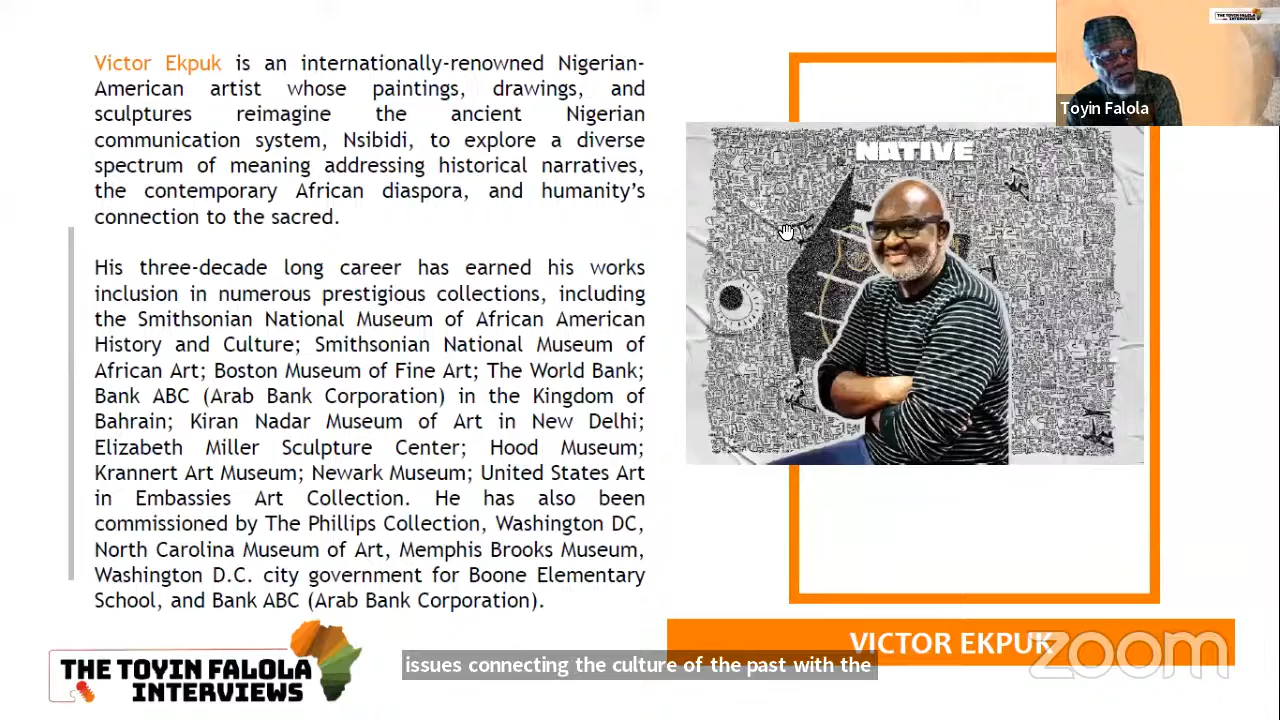 Victor Ekpuk is an internationally-renowned Nigerian-
American artist whose paintings, drawings, and
sculptures reimagine the ancient Nigerian
communication system, Nsibidi, to explore a diverse
spectrum of meaning addressing historical narratives,
the contemporary African diaspora, and humanity's
connection to the sacred.
His three-decade long career has earned his works
inclusion in numerous prestigious collections, including
the Smithsonian National Museum of African American
History and Culture; Smithsonian National Museum of
African Art; Boston Museum of Fine Art; The World Bank;
Bank ABC (Arab Bank Corporation) in the Kingdom of
Bahrain; Kiran Nadar Museum of Art in New Delhi;
Elizabeth Miller Sculpture Center; Hood Museum;
Krannert Art Museum; Newark Museum; United States Art
in Embassies Art Collection. He has also been
commissioned by The Phillips Collection, Washington DC,
North Carolina Museum of Art, Memphis Brooks Museum,
Washington D.C. city government for Boone Elementary
School, and Bank ABC (Arab Bank Corporation).
THE TOYIN FALOLA
INTERVIEWS
Toyin Falola
NATIVE
VICTOR EKPUK
zoom
issues connecting the culture of the past with the
THE TOYIN FALOLA
INTERVIEWS